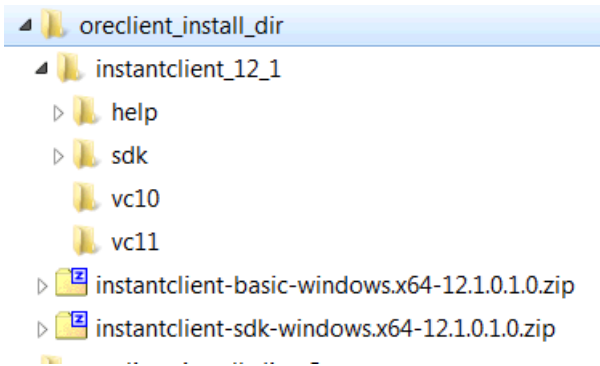 oreclient_install_dir
instantclient_12_1
help
sdk
vc10
vc11
instantclient-basic-windows.x64-12.1.0.1.0.zip
instantclient-sdk-windows.x64-12.1.0.1.0.zip